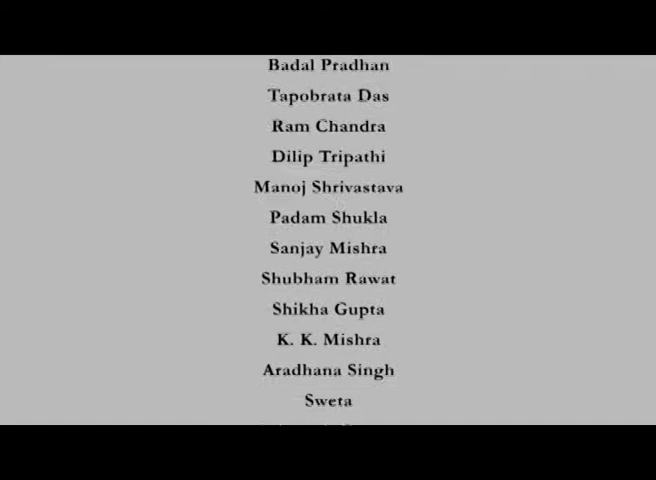 Badal Pradhan
Tapobrata Das
Ram Chandra
Dilip Tripathi
Manoj Shrivastava
Padam Shukla
Sanjay Mishra
Shubham Rawat
Shikha Gupta
K. K. Mishra
Aradhana Singh
Sweta